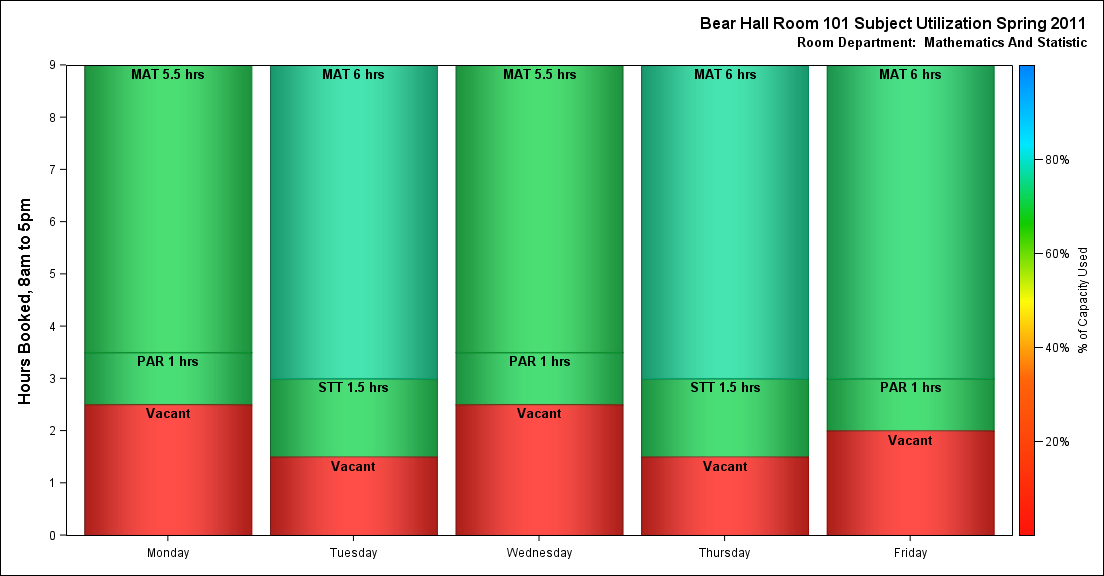 Bear Hall Room 101 Subject Utilization Spring 2011
Room Department:  Mathematics And Statistic
Hours Booked, 8am to 5pm
9
8
7
6
5
4
3
2
1
0
MAT 5.5 hrs
PAR 1 hrs
Vacant
MAT 6 hrs
STT 1.5 hrs
Vacant
MAT 5.5 hrs
PAR 1 hrs
Vacant
MAT 6 hrs
STT 1.5 hrs
Vacant
MAT 6 hrs
PAR 1 hrs
Vacant
Monday
Tuesday
Wednesday
Thursday
Friday
80%
60%
40%
20%
% of Capacity Used